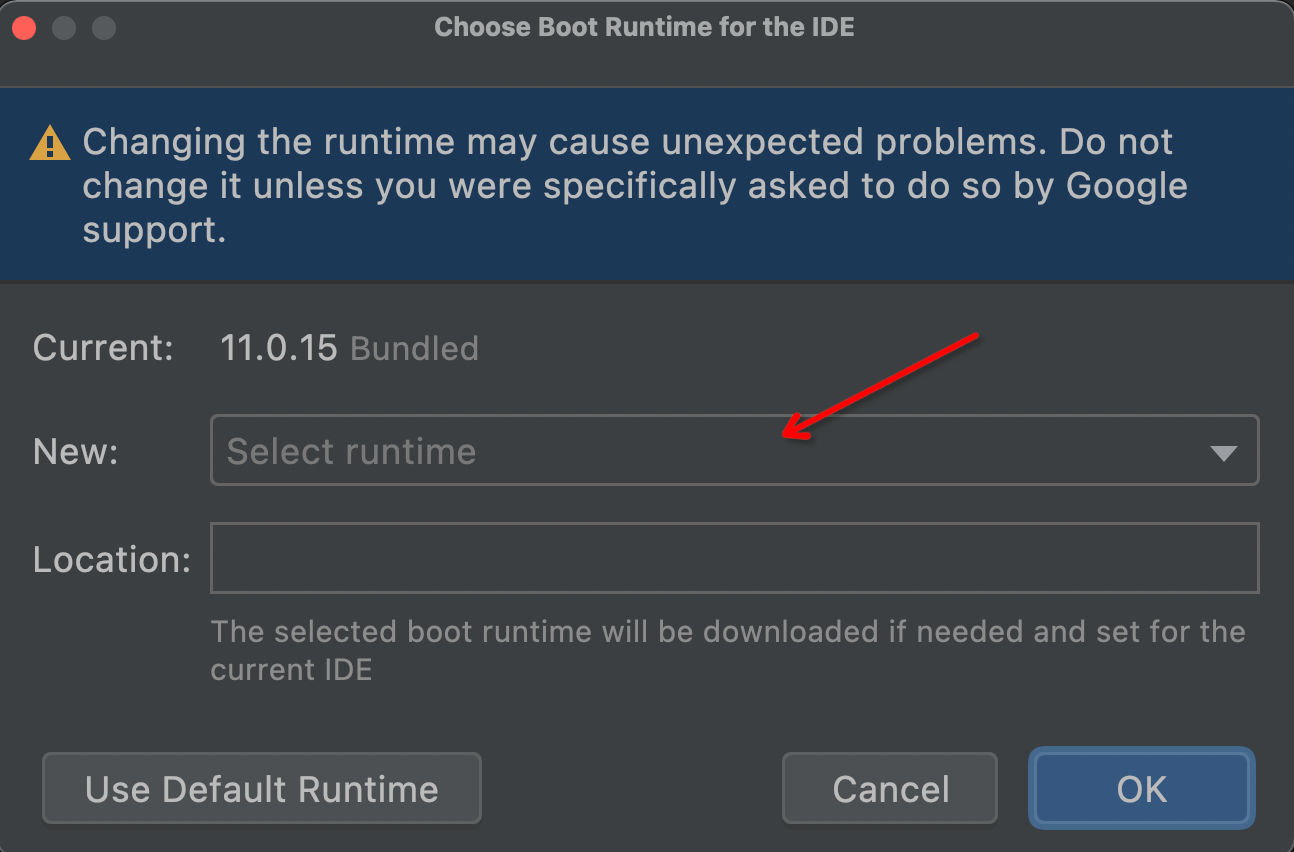 Choose Boot Runtime for the IDE
Changing the runtime may cause unexpected problems. Do not
change it unless you were specifically asked to do so by Google
support.
Current: 11.0.15 Bundled
New: Select runtime
Location:
The selected boot runtime will be downloaded if needed and set for the
current IDE
Use Default Runtime Cancel OK